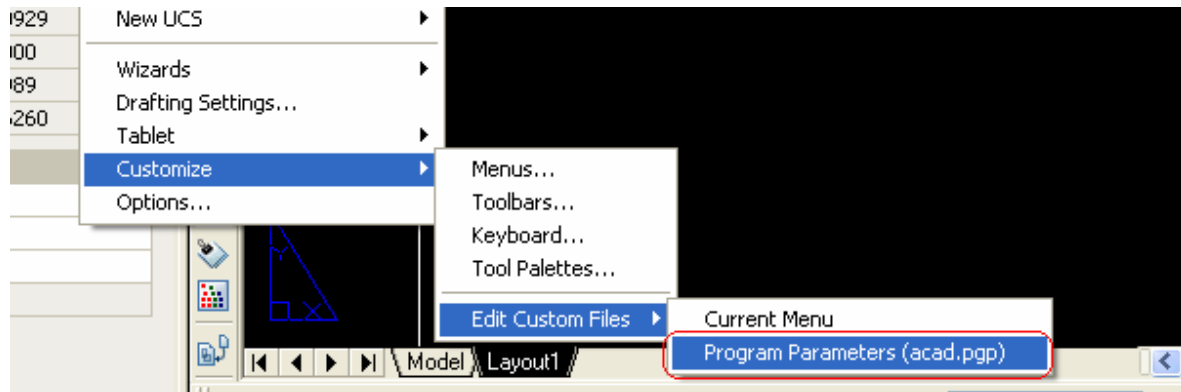 929
New UCS
00
Wizards
89
Drafting Settings...
260
Tablet
Customize
Menus...
Options...
Toolbars...
Keyboard...
Tool Palettes...
Edit Custom Files
Current Menu
Program Parameters (acad.pgp)
Model
Layout1
Y
X